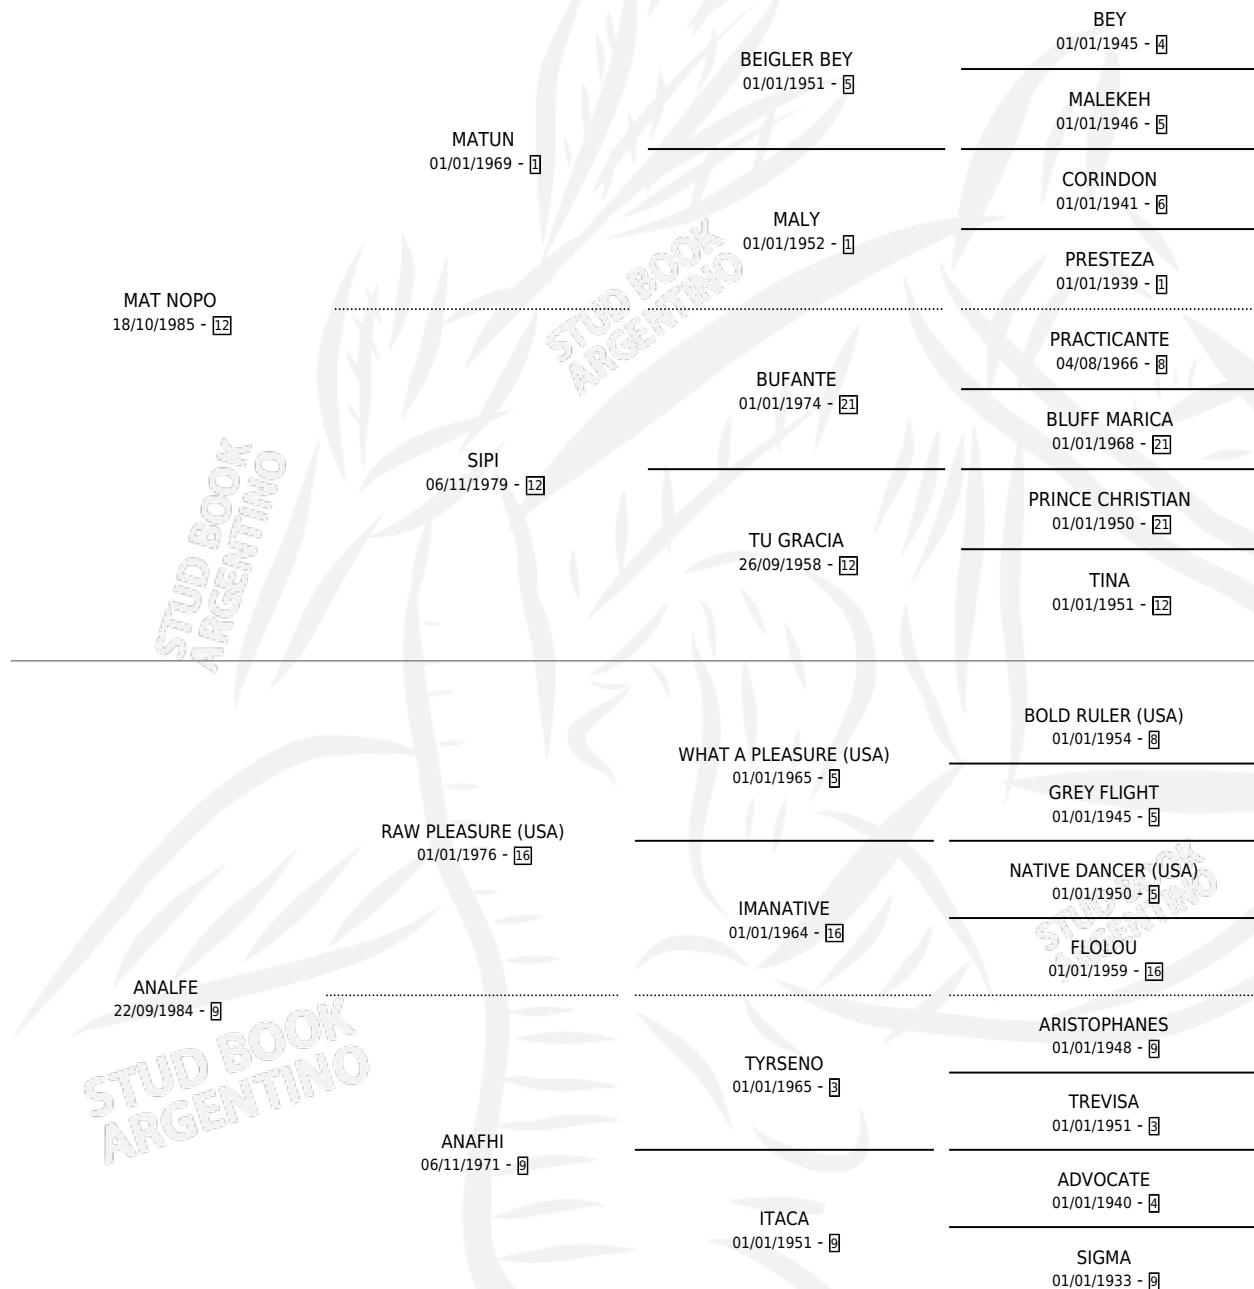 BEY
01/01/1945 - 4
BEIGLER BEY
01/01/1951 - 5
MALEKEH
01/01/1946 - 5
MATUN
01/01/1969 - 1
CORINDON
01/01/1941 - 6
MALY
01/01/1952 - 1
PRESTEZA
01/01/1939 - 1
MAT NOPO
18/10/1985 - 12
PRACTICANTE
04/08/1966 - 8
BUFANTE
01/01/1974 - 21
BLUFF MARICA
01/01/1968 - 21
SIPI
06/11/1979 - 12
PRINCE CHRISTIAN
01/01/1950 - 21
TU GRACIA
26/09/1958 - 12
TINA
01/01/1951 - 12
BOLD RULER (USA)
01/01/1954 - 8
WHAT A PLEASURE (USA)
01/01/1965 - 5
GREY FLIGHT
01/01/1945 - 5
RAW PLEASURE (USA)
01/01/1976 - 16
NATIVE DANCER (USA)
01/01/1950 - 5
IMANATIVE
01/01/1964 - 16
FLOLOU
01/01/1959 - 16
ANALFE
22/09/1984 - 9
ARISTOPHANES
01/01/1948 - 9
TYRSENO
01/01/1965 - 3
TREVISA
01/01/1951 - 3
ANAFHI
06/11/1971 - 9
ADVOCATE
01/01/1940 - 4
ITACA
01/01/1951 - 9
SIGMA
01/01/1933 - 9
STUD BOOK
ARGENTINO
STUD BOOK
ARGENTINO
STUD BOOK
ARGENTINO
STUD BOOK
ARGENTINO